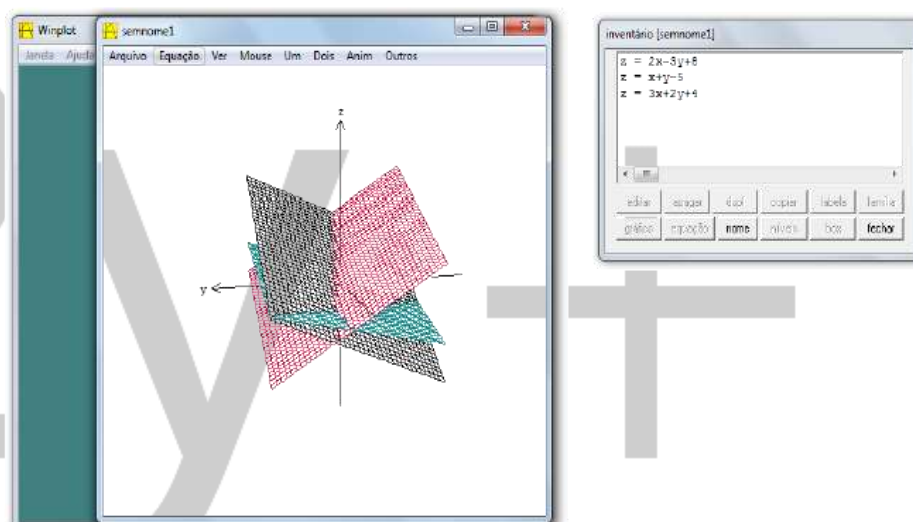 Winplot
semnome1
Janela Ajuda
Arquivo Equação Ver Mouse Um Dois Anim Outros
z
y
inventário [semnome1]
z = 2x-3y+8
z = x+y-5
z = 3x+2y+4
editar apagar dupl copiar tabela família
gráfico equação nome níveis box fechar